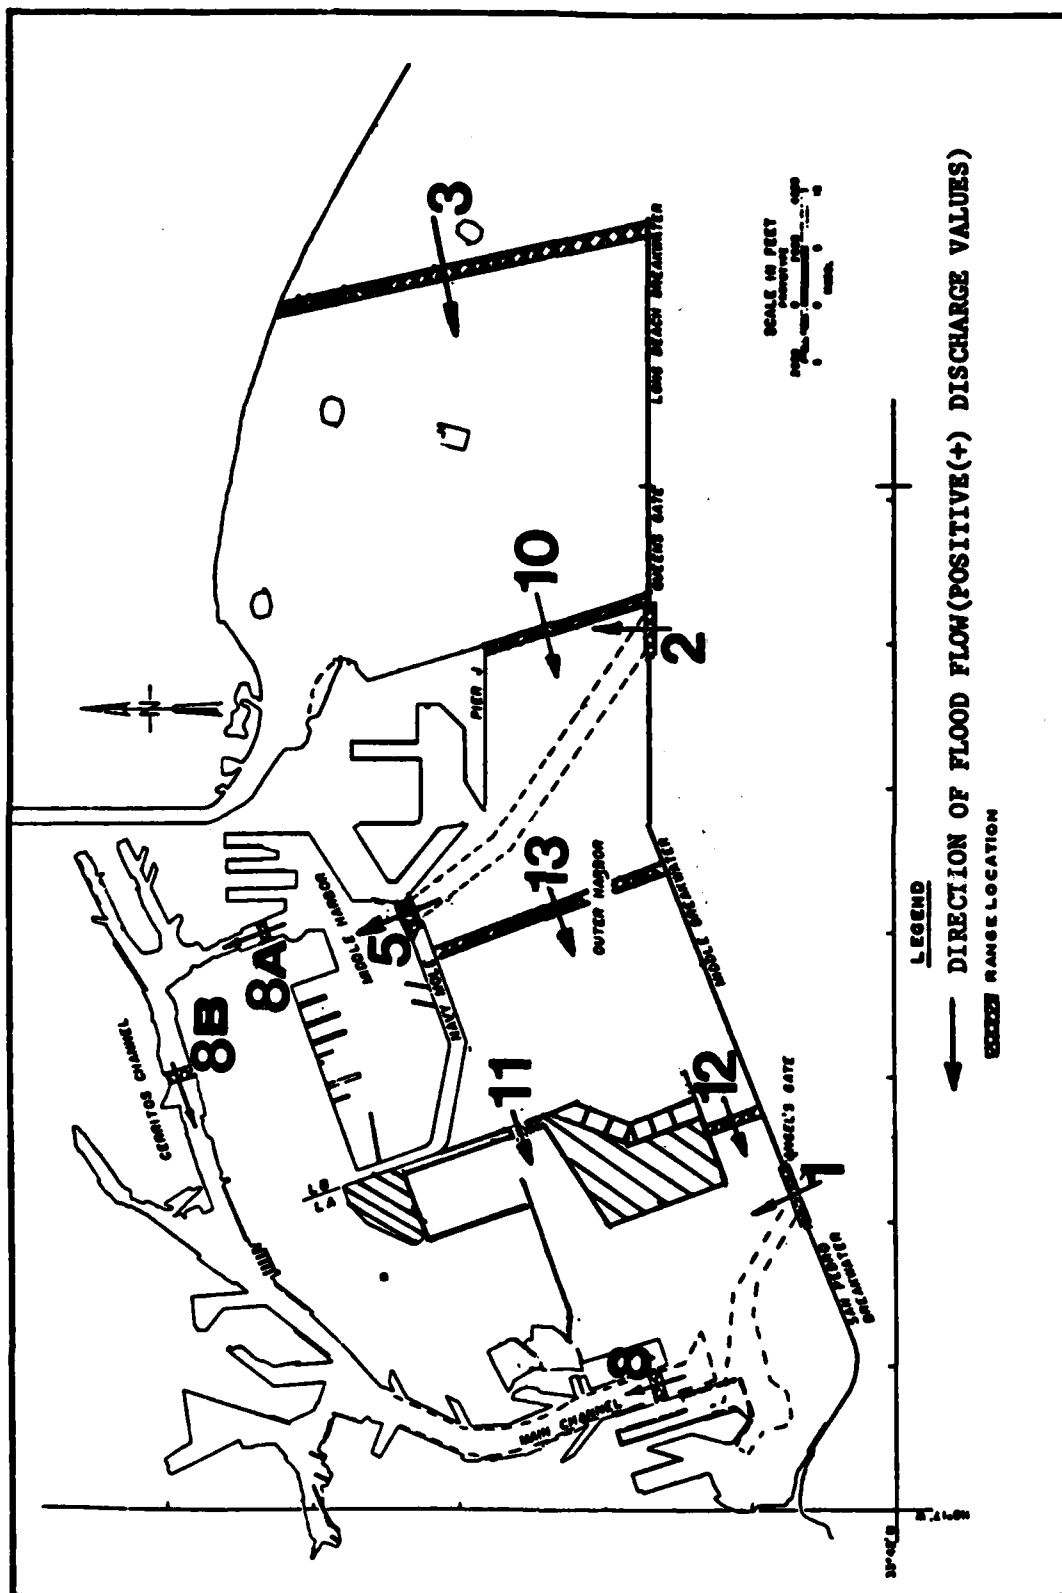 3
10
2
13
5
8A
8B
11
12
1
8
N
CERRITOS CHANNEL
MIDDLE HARBOR
NAVY MOLE
PIER J
OUTER HARBOR
LB
LA
MAIN CHANNEL
QUEENS GATE
LONG BEACH BREAKWATER
MIDDLE BREAKWATER
ANGEL'S GATE
SAN PEDRO
BREAKWATER
SCALE IN FEET
PROTOTYPE
MODEL
LEGEND
DIRECTION OF FLOOD FLOW(POSITIVE(+) DISCHARGE VALUES)
RANGE LOCATION